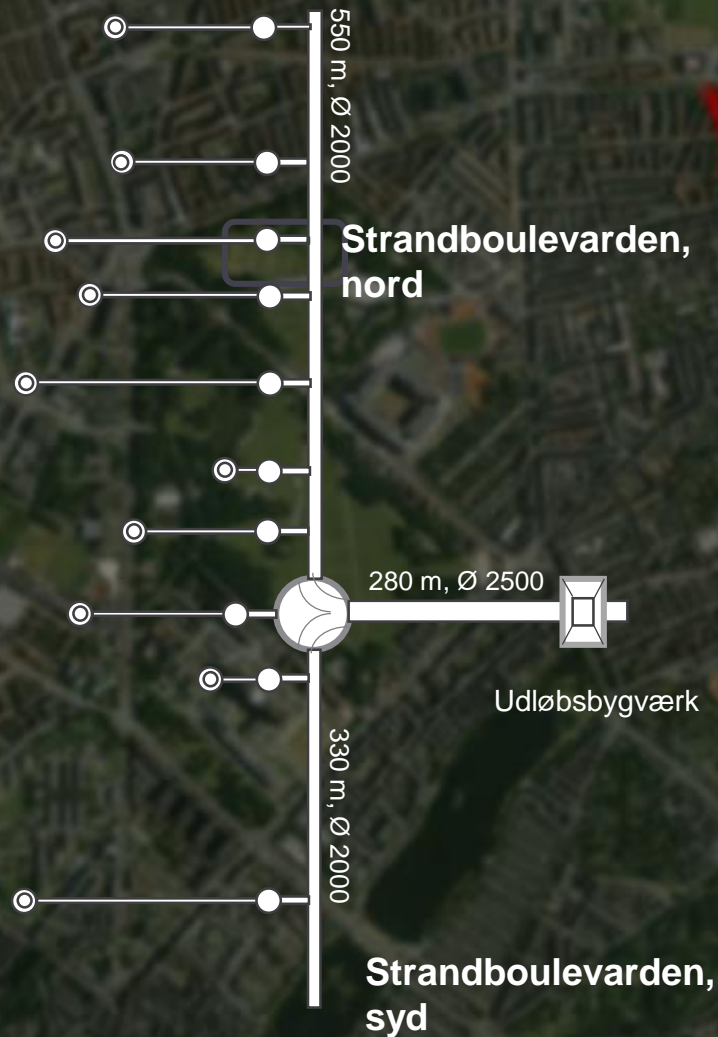 550 m, Ø 2000
Strandboulevarden,
nord
280 m, Ø 2500
Udløbsbygværk
330 m, Ø 2000
Strandboulevarden,
syd